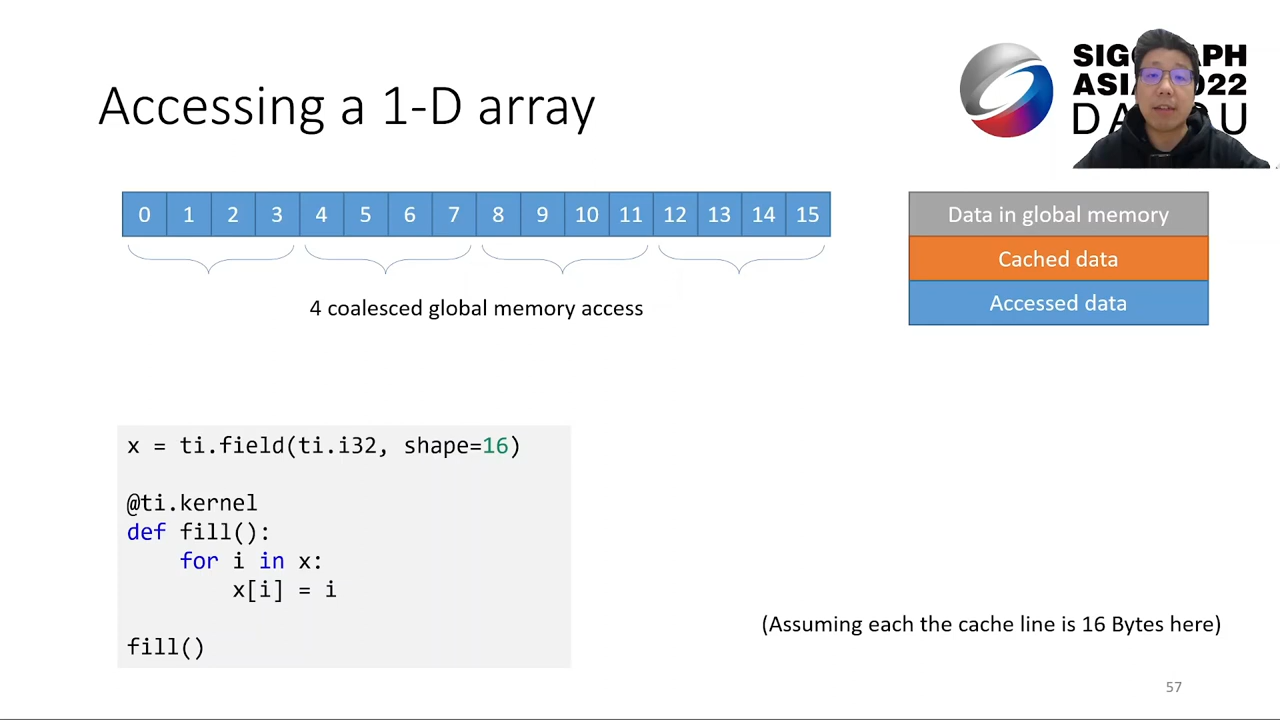 Accessing a 1-D array
0 1 2 3 4 5 6 7 8 9 10 11 12 13 14 15
4 coalesced global memory access
Data in global memory
Cached data
Accessed data
x = ti.field(ti.i32, shape=16)
@ti.kernel
def fill():
    for i in x:
        x[i] = i
fill()
(Assuming each the cache line is 16 Bytes here)
57